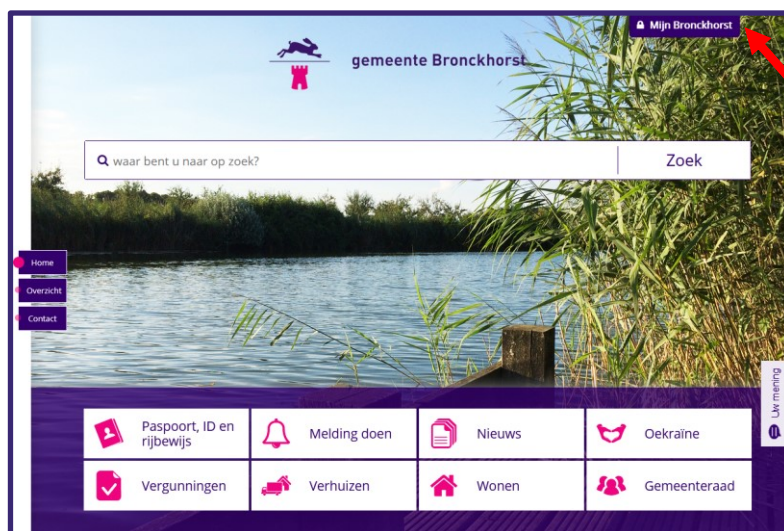 Mijn Bronckhorst
gemeente Bronckhorst
waar bent u naar op zoek?
Zoek
Home
Overzicht
Contact
Uw mening
Paspoort, ID en
rijbewijs
Melding doen
Nieuws
Oekraïne
Vergunningen
Verhuizen
Wonen
Gemeenteraad